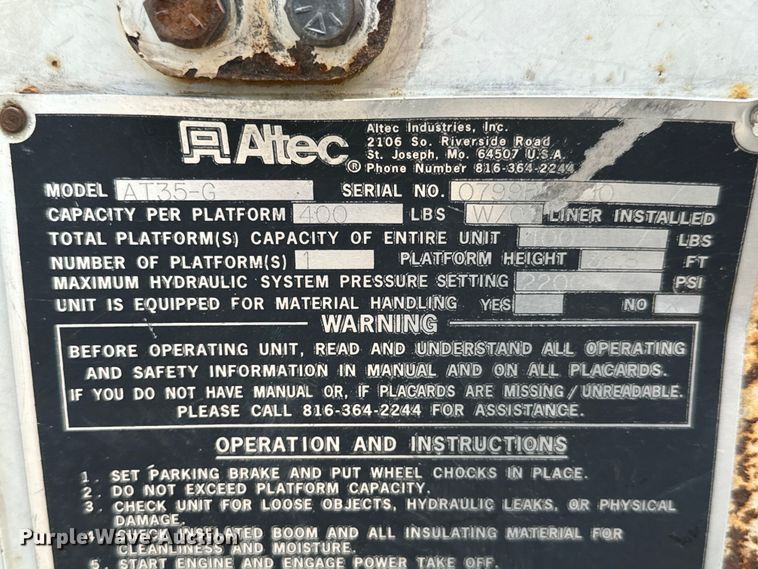 Altec
Altec Industries, Inc.
2106 So. Riverside Road
St. Joseph, Mo. 64507 U.S.A.
® Phone Number 816-364-2244
MODEL AT35-G SERIAL NO.
CAPACITY PER PLATFORM 400 LBS LINER INSTALLED
TOTAL PLATFORM(S) CAPACITY OF ENTIRE UNIT LBS
NUMBER OF PLATFORM(S) 1 PLATFORM HEIGHT FT
MAXIMUM HYDRAULIC SYSTEM PRESSURE SETTING 2200 PSI
UNIT IS EQUIPPED FOR MATERIAL HANDLING YES NO
WARNING
BEFORE OPERATING UNIT, READ AND UNDERSTAND ALL OPERATING
AND SAFETY INFORMATION IN MANUAL AND ON ALL PLACARDS.
IF YOU DO NOT HAVE MANUAL OR, IF PLACARDS ARE MISSING/UNREADABLE.
PLEASE CALL 816-364-2244 FOR ASSISTANCE.
OPERATION AND INSTRUCTIONS
1. SET PARKING BRAKE AND PUT WHEEL CHOCKS IN PLACE.
2. DO NOT EXCEED PLATFORM CAPACITY.
3. CHECK UNIT FOR LOOSE OBJECTS, HYDRAULIC LEAKS, OR PHYSICAL
DAMAGE.
4. CHECK INSULATED BOOM AND ALL INSULATING MATERIAL FOR
CLEANLINESS AND MOISTURE.
5. START ENGINE AND ENGAGE POWER TAKE OFF.
Purple Wave Auction